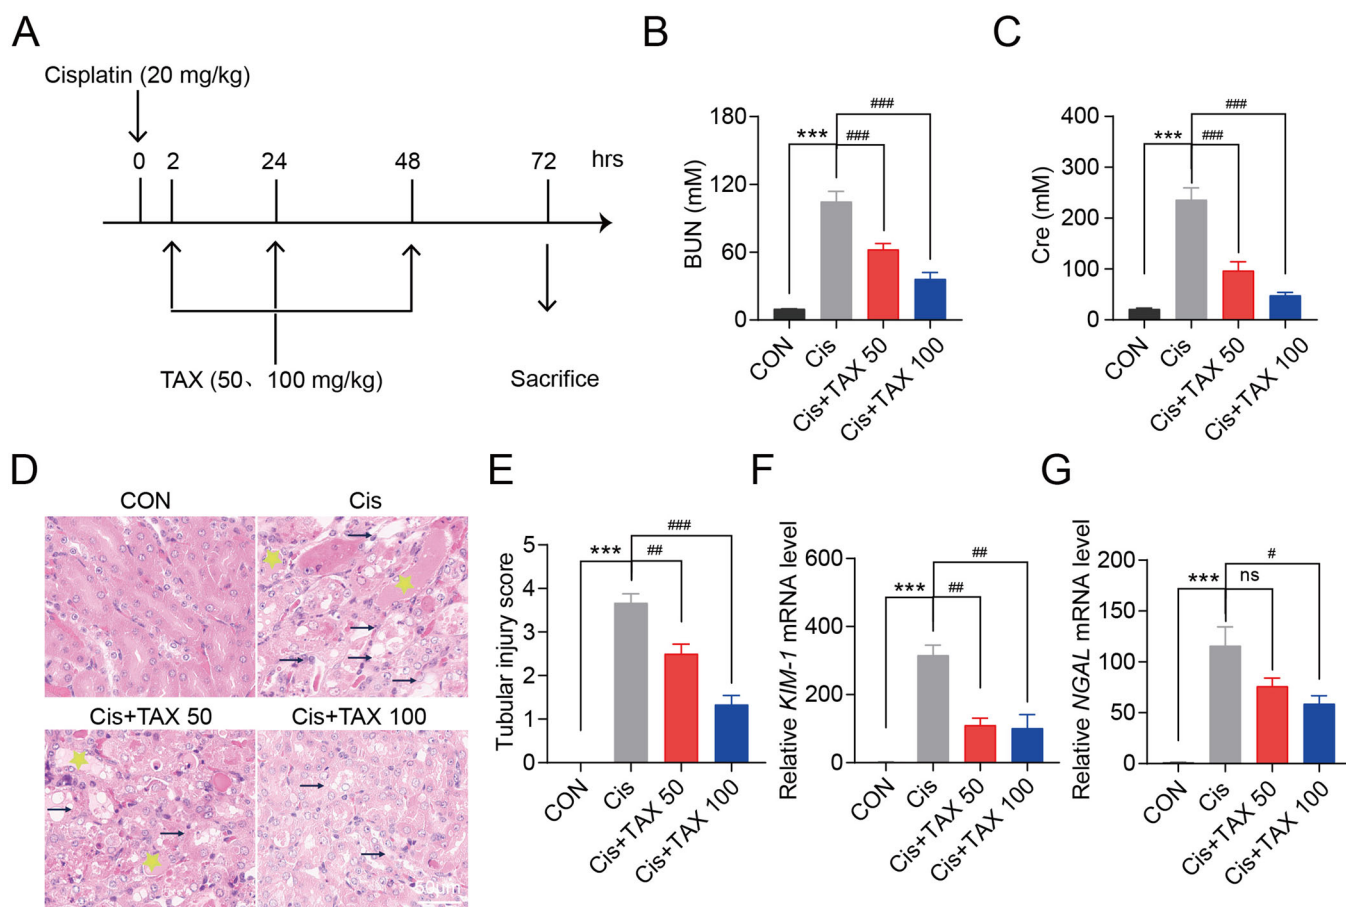 A
Cisplatin (20 mg/kg)
0 2 24 48 72 hrs
TAX (50、 100 mg/kg)
Sacrifice
B
BUN (mM)
180
120
60
0
***
###
###
CON
Cis
Cis+TAX 50
Cis+TAX 100
C
Cre (mM)
400
300
200
100
0
***
###
###
CON
Cis
Cis+TAX 50
Cis+TAX 100
D
CON
Cis
Cis+TAX 50
Cis+TAX 100
50μm
E
Tubular injury score
5
4
3
2
1
0
***
##
###
CON
Cis
Cis+TAX 50
Cis+TAX 100
F
Relative KIM-1 mRNA level
600
400
200
0
***
##
##
CON
Cis
Cis+TAX 50
Cis+TAX 100
G
Relative NGAL mRNA level
200
150
100
50
0
***
ns
#
CON
Cis
Cis+TAX 50
Cis+TAX 100